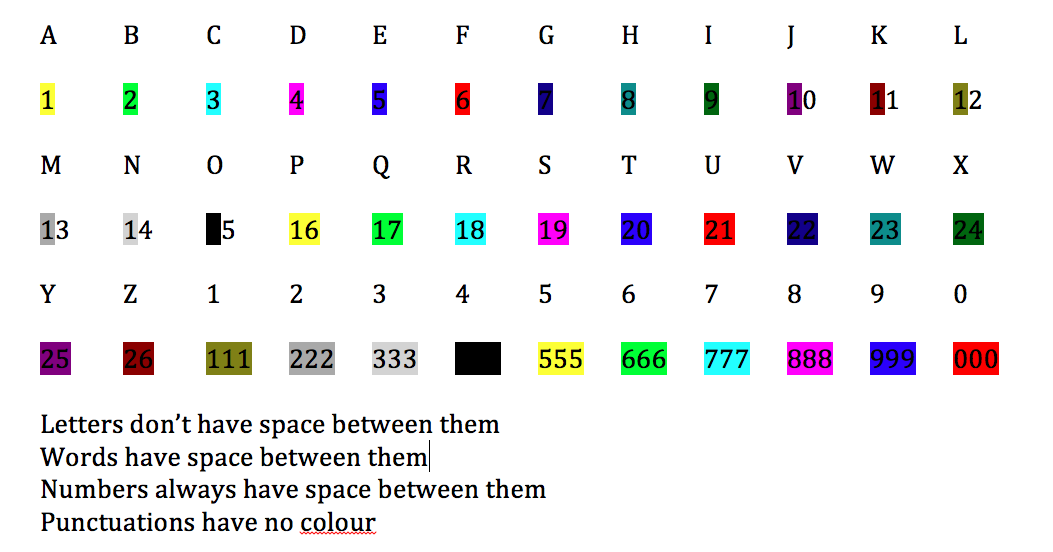 A B C D E F G H I J K L
1 2 3 4 5 6 7 8 9 10 11 12
M N O P Q R S T U V W X
13 14 5 16 17 18 19 20 21 22 23 24
Y Z 1 2 3 4 5 6 7 8 9 0
25 26 111 222 333 555 666 777 888 999 000
Letters don’t have space between them
Words have space between them
Numbers always have space between them
Punctuations have no colour